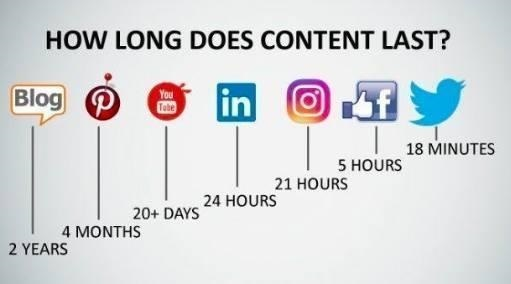 HOW LONG DOES CONTENT LAST?
Blog
You
Tube
in
f
18 MINUTES
5 HOURS
21 HOURS
24 HOURS
20+ DAYS
4 MONTHS
2 YEARS